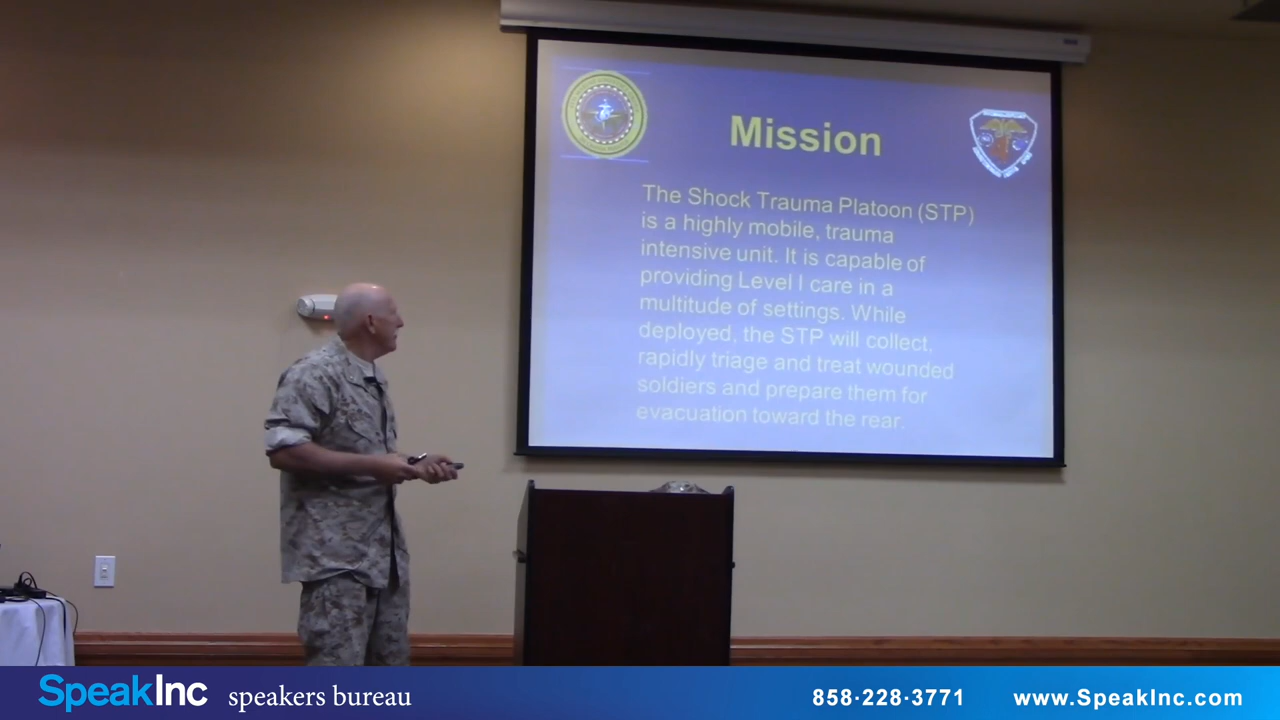 Mission
The Shock Trauma Platoon (STP)
is a highly mobile, trauma
intensive unit. It is capable of
providing Level I care in a
multitude of settings. While
deployed, the STP will collect,
rapidly triage and treat wounded
soldiers and prepare them for
evacuation toward the rear.
SpeakInc speakers bureau
858·228·3771
www.SpeakInc.com